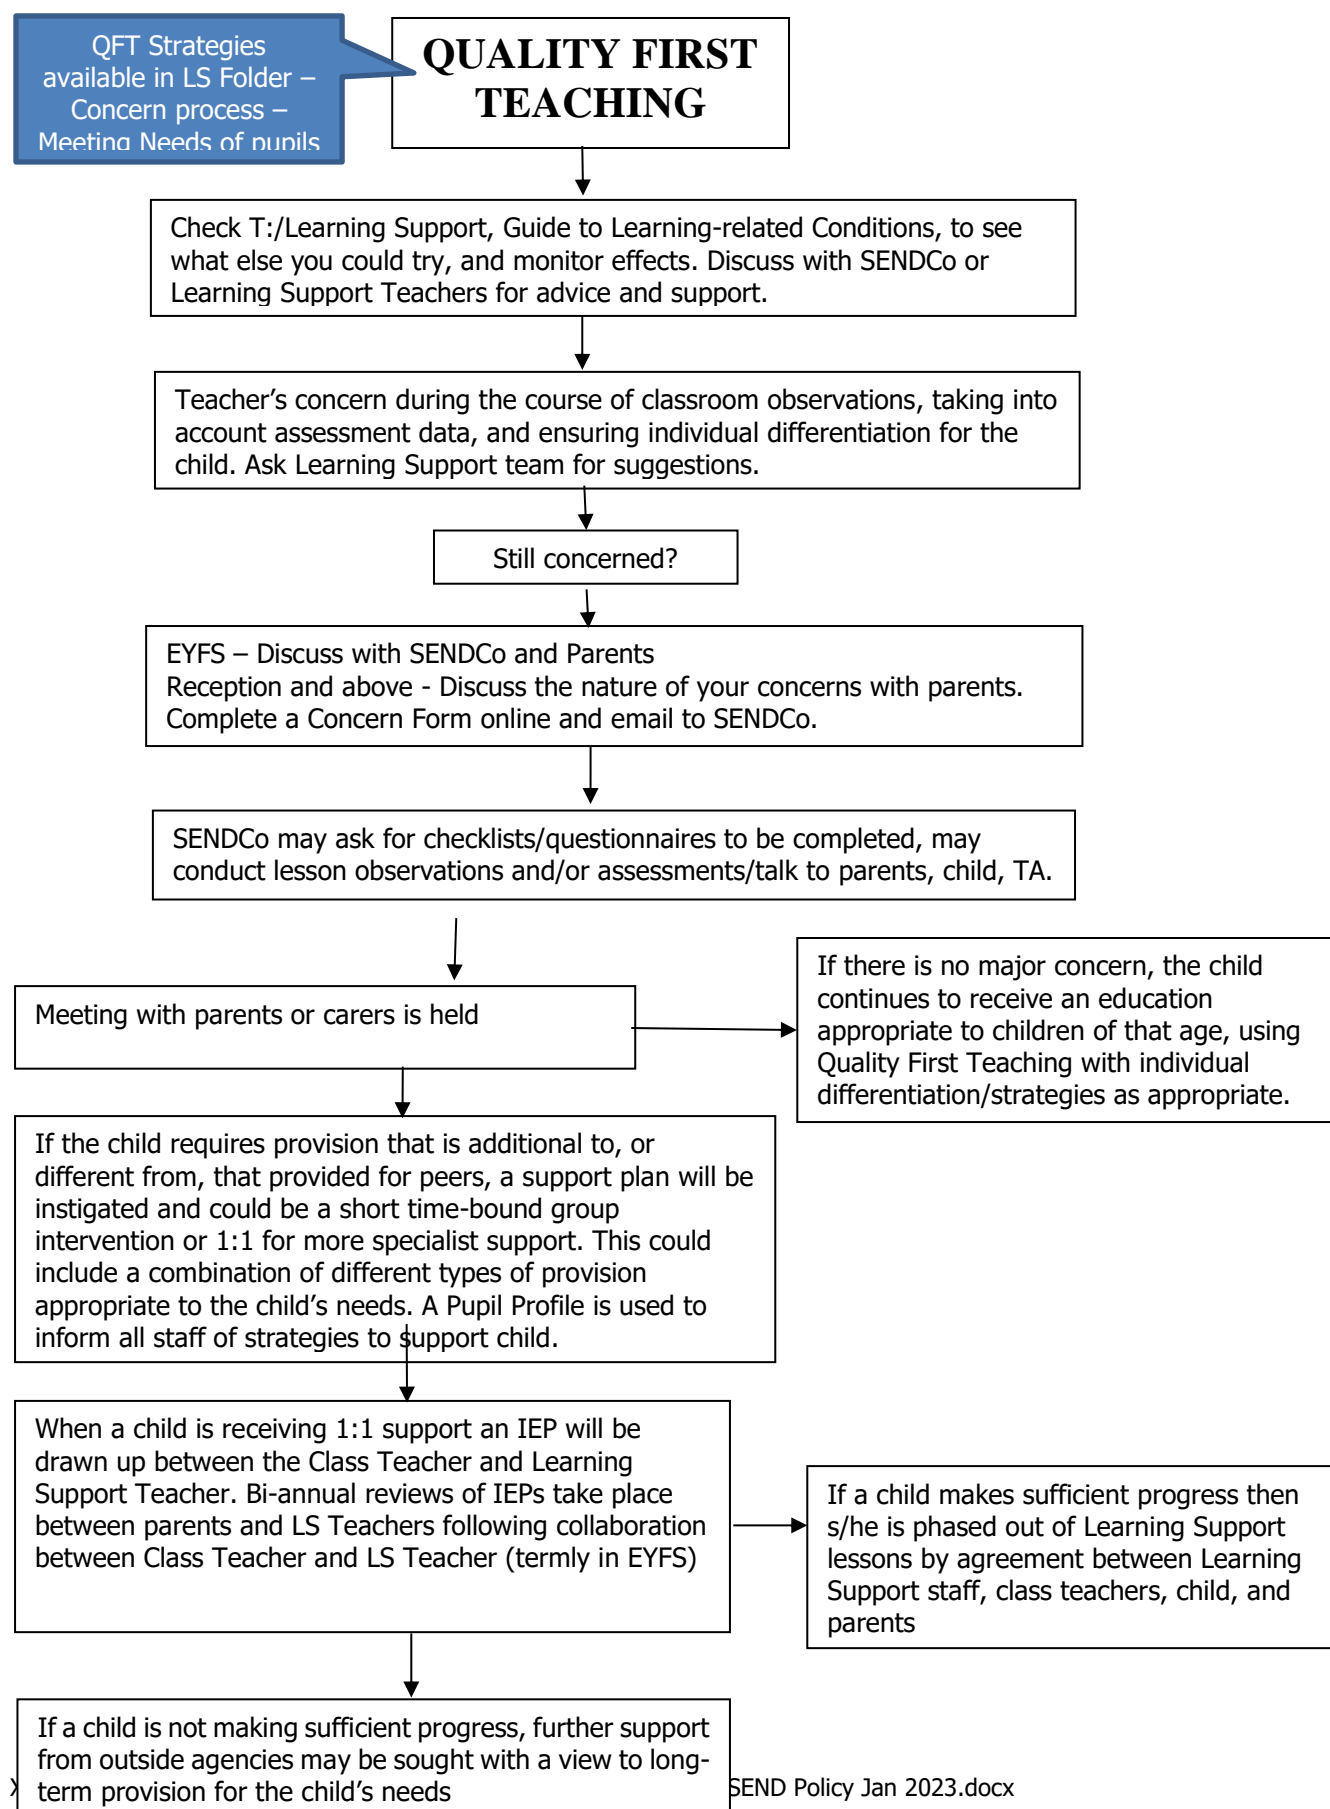 QFT Strategies
available in LS Folder –
Concern process –
Meeting Needs of pupils
QUALITY FIRST
TEACHING
Check T:/Learning Support, Guide to Learning-related Conditions, to see
what else you could try, and monitor effects. Discuss with SENDCo or
Learning Support Teachers for advice and support.
Teacher’s concern during the course of classroom observations, taking into
account assessment data, and ensuring individual differentiation for the
child. Ask Learning Support team for suggestions.
Still concerned?
EYFS – Discuss with SENDCo and Parents
Reception and above - Discuss the nature of your concerns with parents.
Complete a Concern Form online and email to SENDCo.
SENDCo may ask for checklists/questionnaires to be completed, may
conduct lesson observations and/or assessments/talk to parents, child, TA.
Meeting with parents or carers is held
If there is no major concern, the child
continues to receive an education
appropriate to children of that age, using
Quality First Teaching with individual
differentiation/strategies as appropriate.
If the child requires provision that is additional to, or
different from, that provided for peers, a support plan will be
instigated and could be a short time-bound group
intervention or 1:1 for more specialist support. This could
include a combination of different types of provision
appropriate to the child’s needs. A Pupil Profile is used to
inform all staff of strategies to support child.
When a child is receiving 1:1 support an IEP will be
drawn up between the Class Teacher and Learning
Support Teacher. Bi-annual reviews of IEPs take place
between parents and LS Teachers following collaboration
between Class Teacher and LS Teacher (termly in EYFS)
If a child makes sufficient progress then
s/he is phased out of Learning Support
lessons by agreement between Learning
Support staff, class teachers, child, and
parents
If a child is not making sufficient progress, further support
from outside agencies may be sought with a view to long-
term provision for the child’s needs
SEND Policy Jan 2023.docx